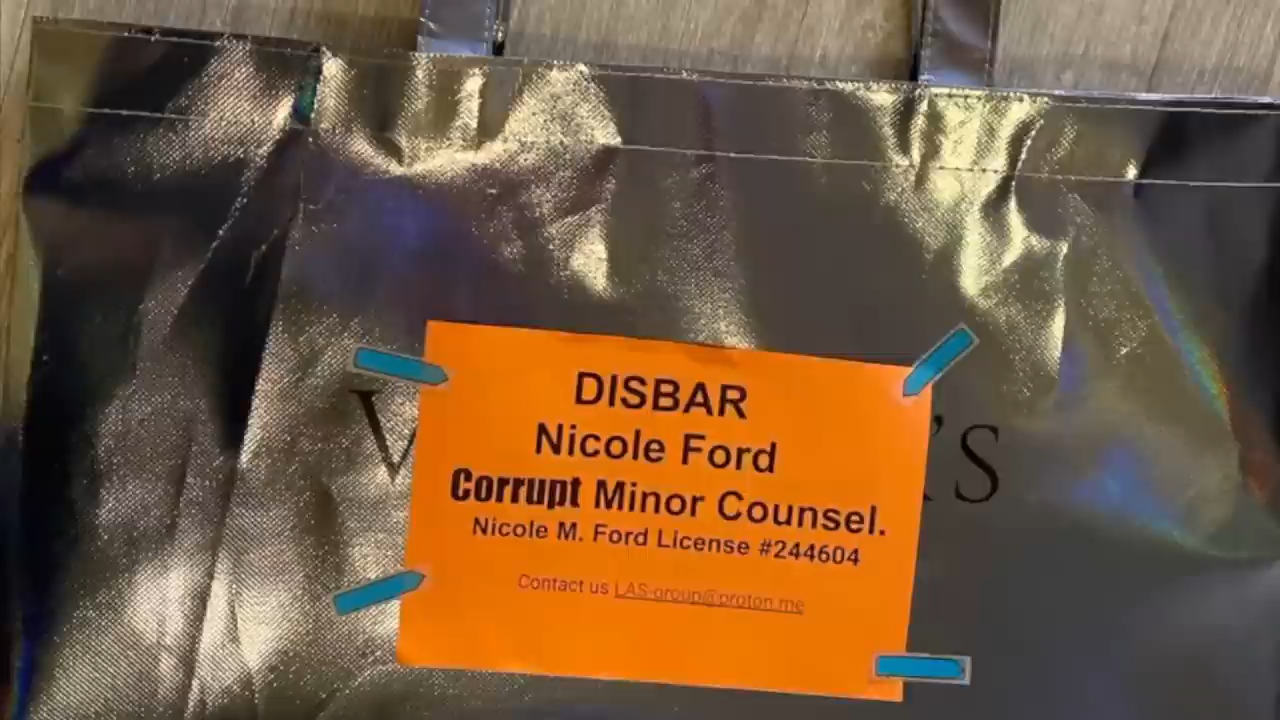 DISBAR
Nicole Ford
Corrupt Minor Counsel.
Nicole M. Ford License #244604
Contact us LAS-group@proton.me
V
'S